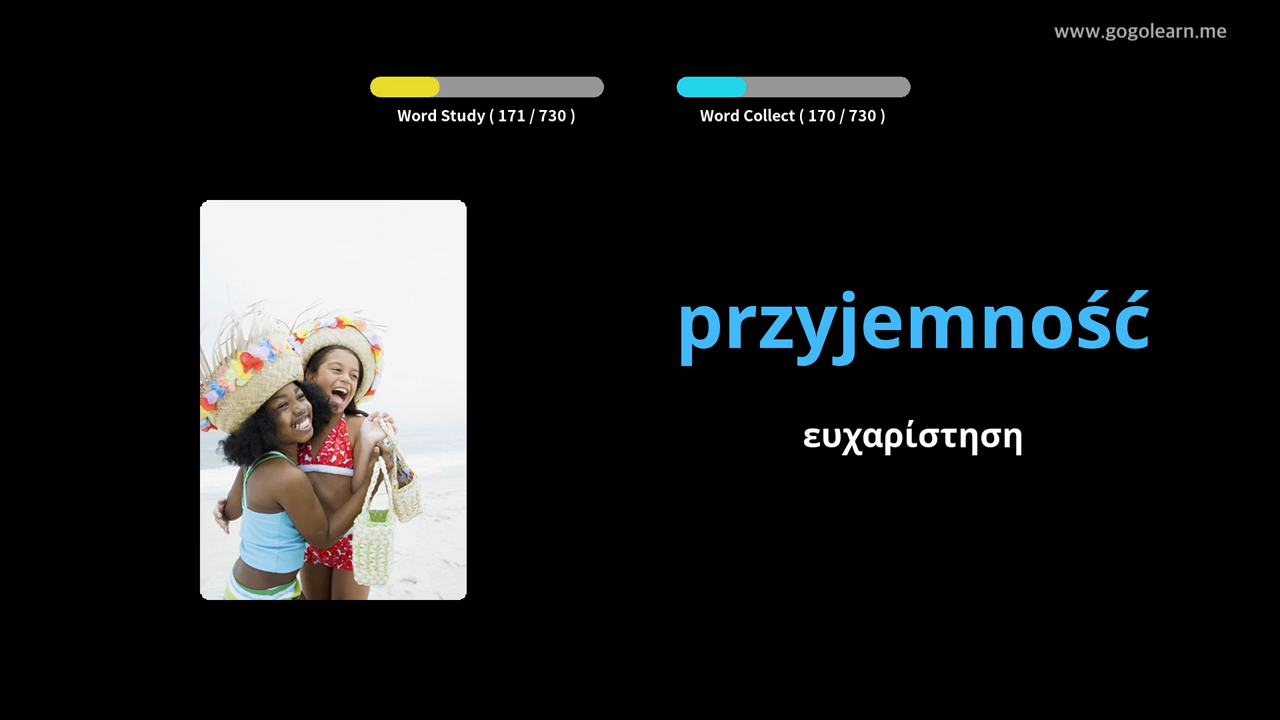 www.gogolearn.me
Word Study ( 171 / 730 )
Word Collect ( 170 / 730 )
przyjemność
ευχαρίστηση